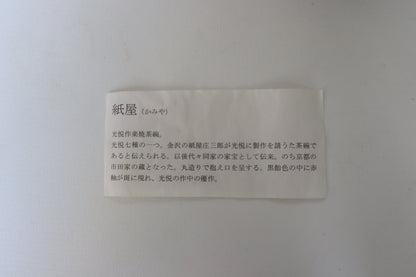 紙屋（かみや）
光悦作楽焼茶碗。
光悦七種の一つ。金沢の紙屋庄三郎が光悦に製作を請うた茶碗で
あると伝えられる。以後代々同家の家宝として伝来。のち京都の
市田家の蔵となった。丸造りで抱え口を呈する。黒飴色の中に赤
釉が斑に現れ、光悦の作中の優作。